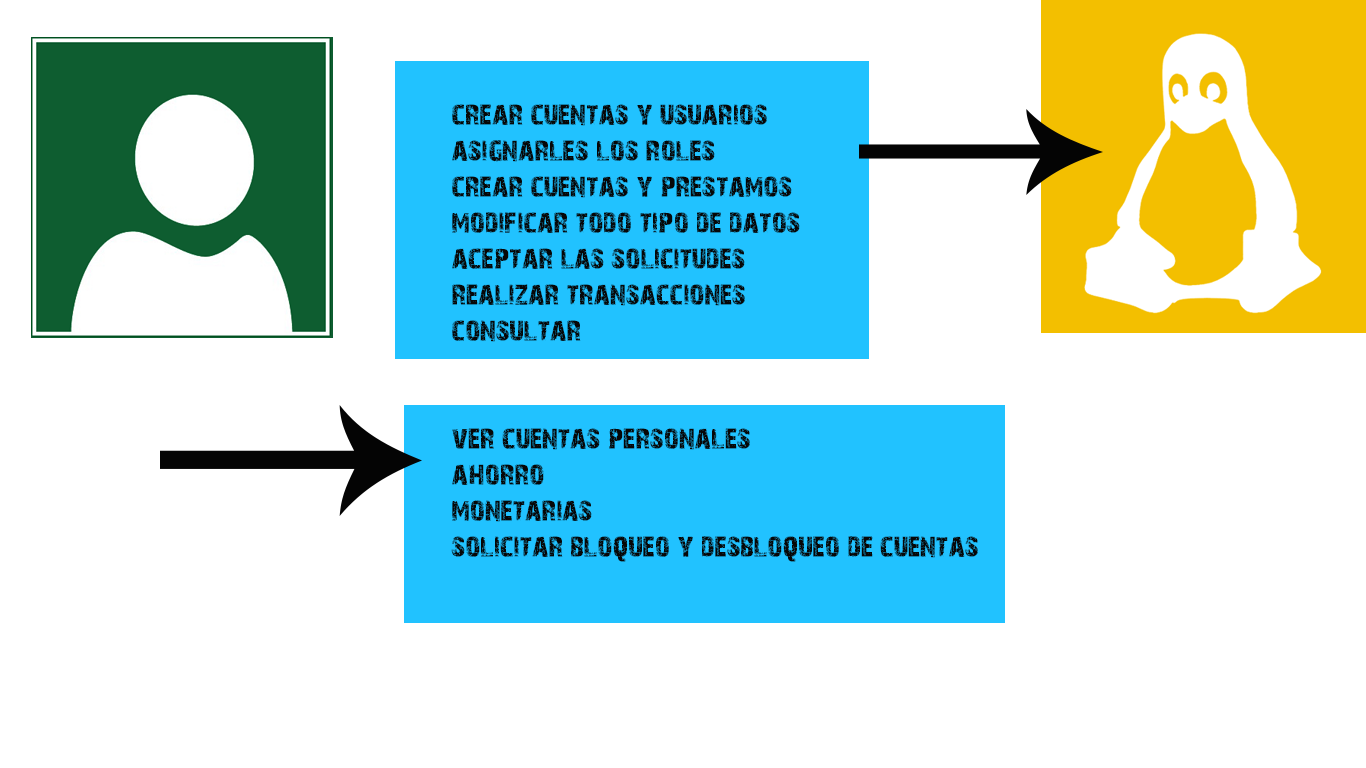 CREAR CUENTAS Y USUARIOS
ASIGNARLES LOS ROLES
CREAR CUENTAS Y PRESTAMOS
MODIFICAR TODO TIPO DE DATOS
ACEPTAR LAS SOLICITUDES
REALIZAR TRANSACCIONES
CONSULTAR
VER CUENTAS PERSONALES
AHORRO
MONETARIAS
SOLICITAR BLOQUEO Y DESBLOQUEO DE CUENTAS